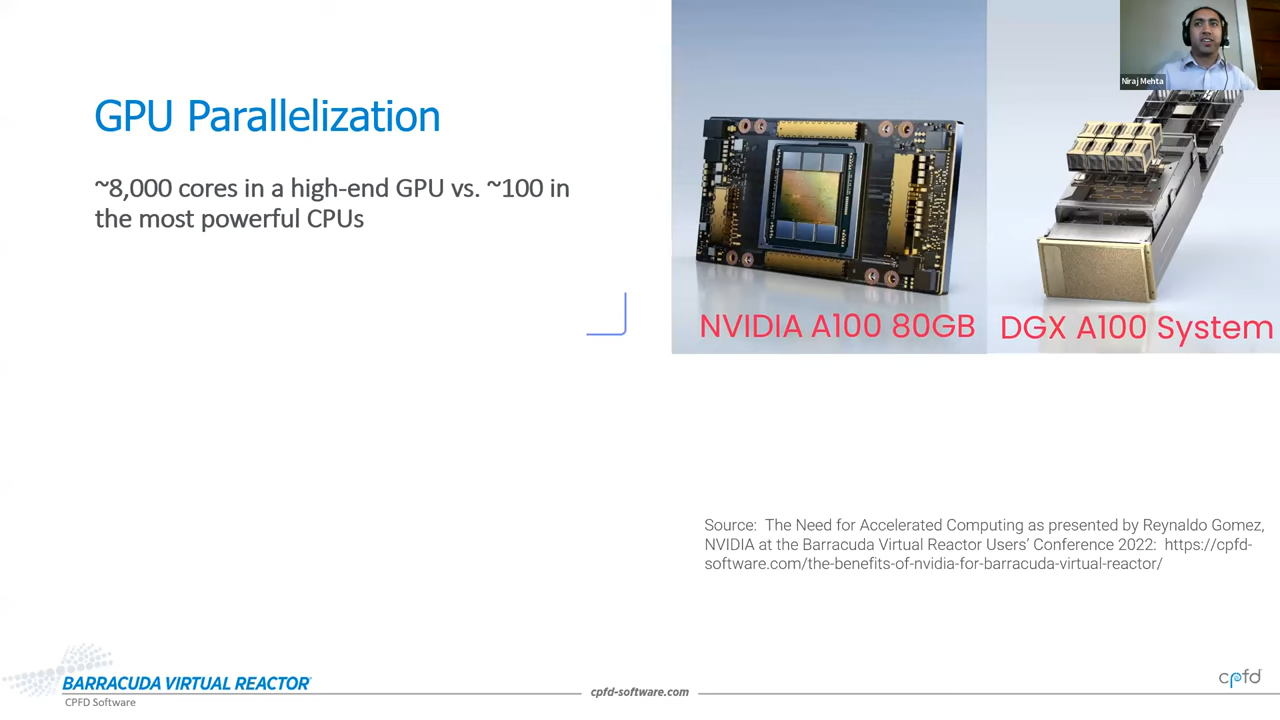 GPU Parallelization
~8,000 cores in a high-end GPU vs. ~100 in
the most powerful CPUs
Niraj Mehta
NVIDIA A100 80GB
DGX A100 System
Source:  The Need for Accelerated Computing as presented by Reynaldo Gomez,
NVIDIA at the Barracuda Virtual Reactor Users’ Conference 2022:  https://cpfd-
software.com/the-benefits-of-nvidia-for-barracuda-virtual-reactor/
BARRACUDA VIRTUAL REACTOR
CPFD Software
cpfd-software.com
cpfd